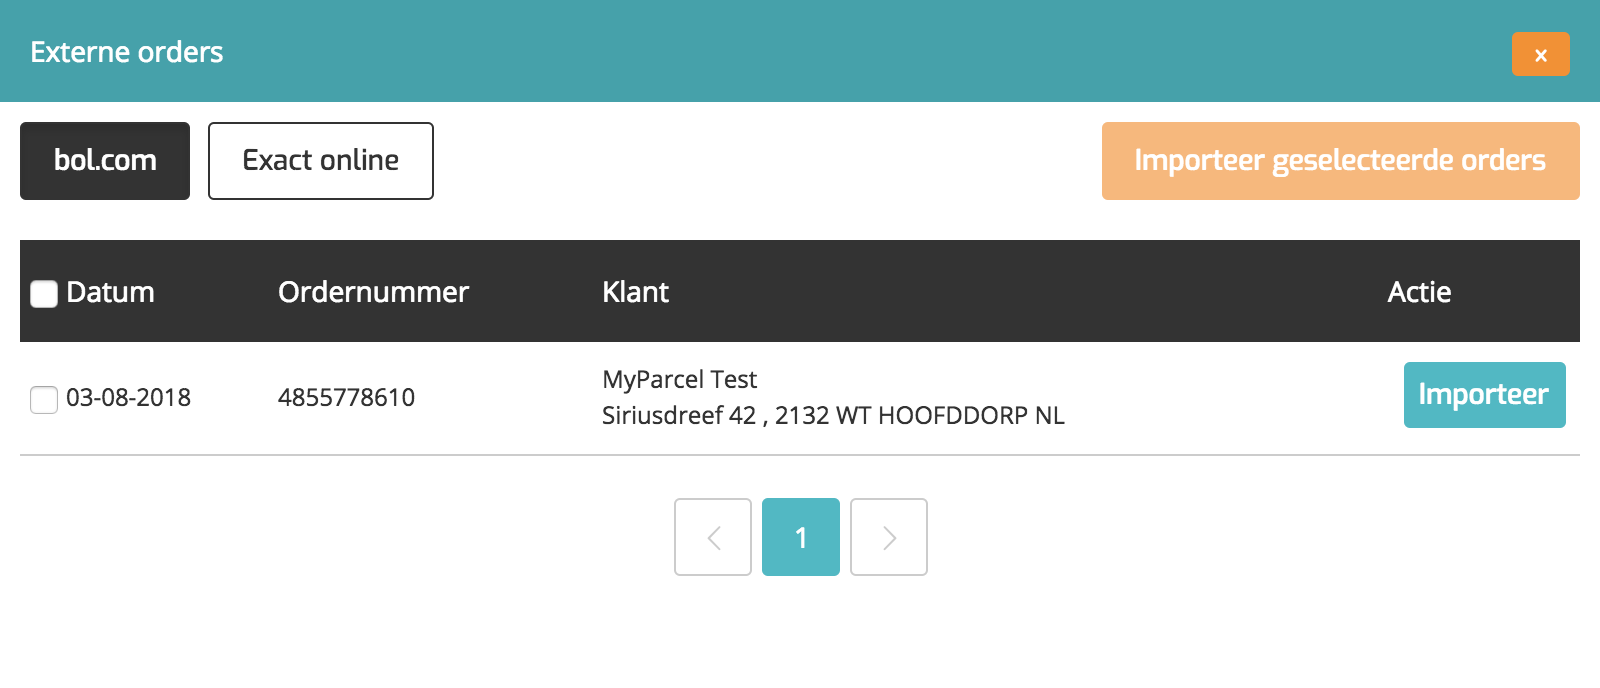 Externe orders
×
bol.com
Exact online
Importeer geselecteerde orders
Datum
Ordernummer
Klant
Actie
03-08-2018
4855778610
MyParcel Test
Siriusdreef 42 , 2132 WT HOOFDDORP NL
Importeer
1